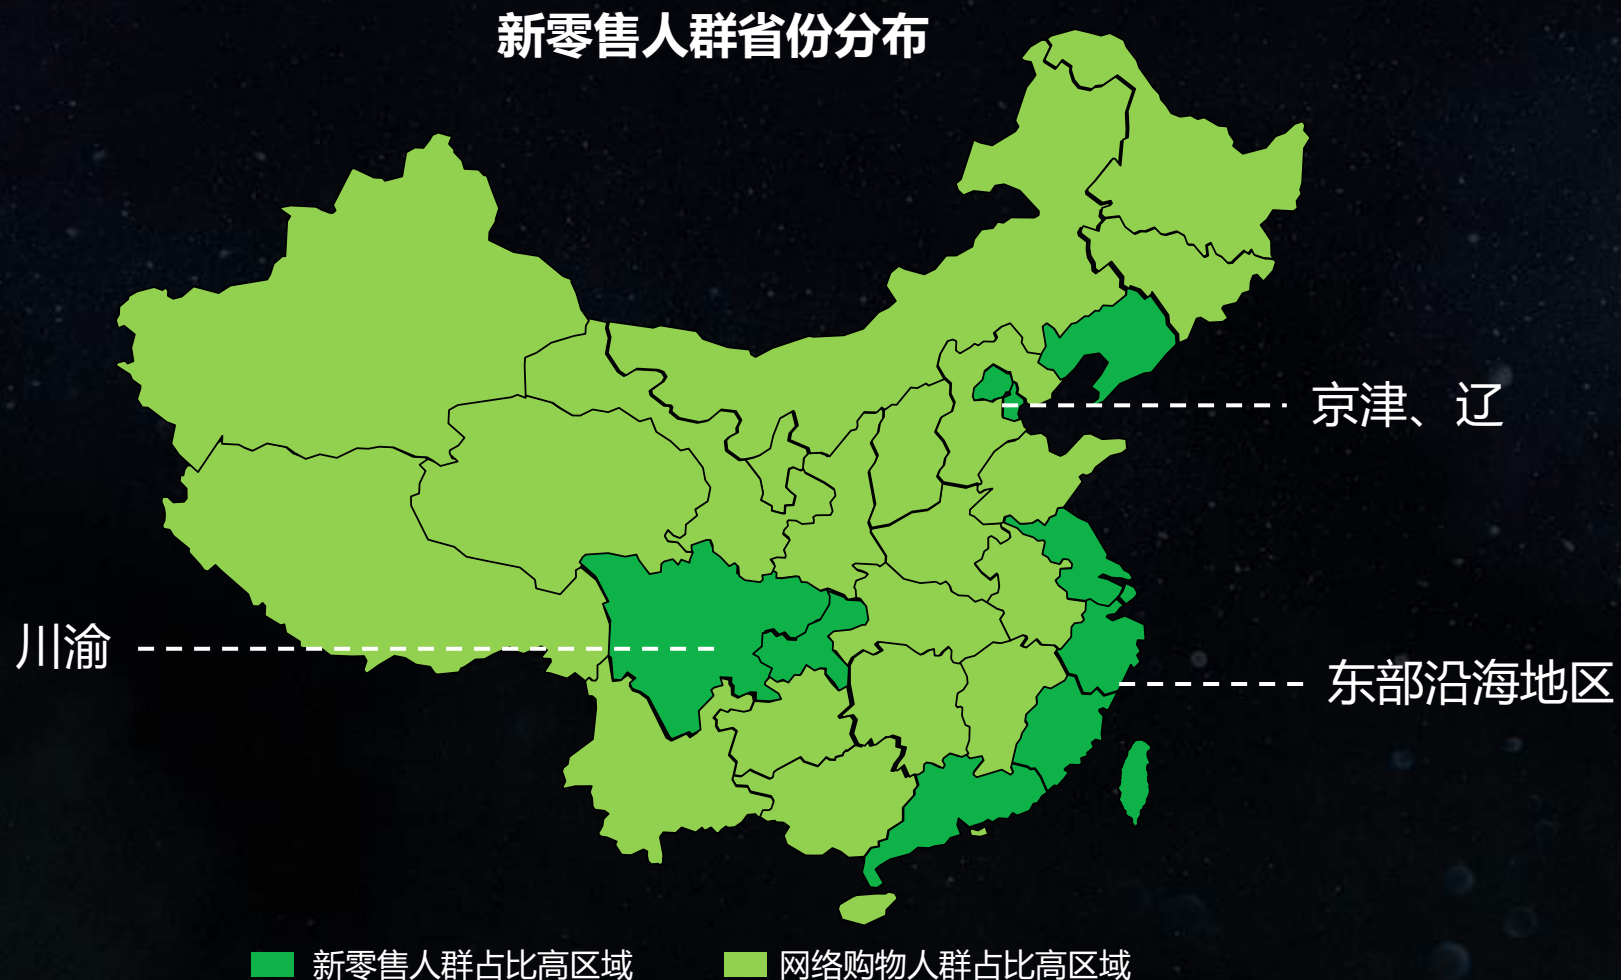 新零售人群省份分布
京津、辽
川渝
东部沿海地区
新零售人群占比高区域
网络购物人群占比高区域